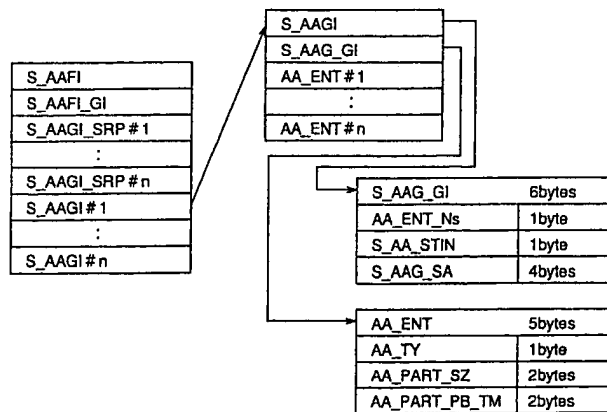 S_AAFI
S_AAFI_GI
S_AAGI_SRP#1
:
S_AAGI_SRP#n
S_AAGI#1
:
S_AAGI#n
S_AAGI
S_AAG_GI
AA_ENT#1
:
AA_ENT#n
S_AAG_GI 6bytes
AA_ENT_Ns 1byte
S_AA_STIN 1byte
S_AAG_SA 4bytes
AA_ENT 5bytes
AA_TY 1byte
AA_PART_SZ 2bytes
AA_PART_PB_TM 2bytes